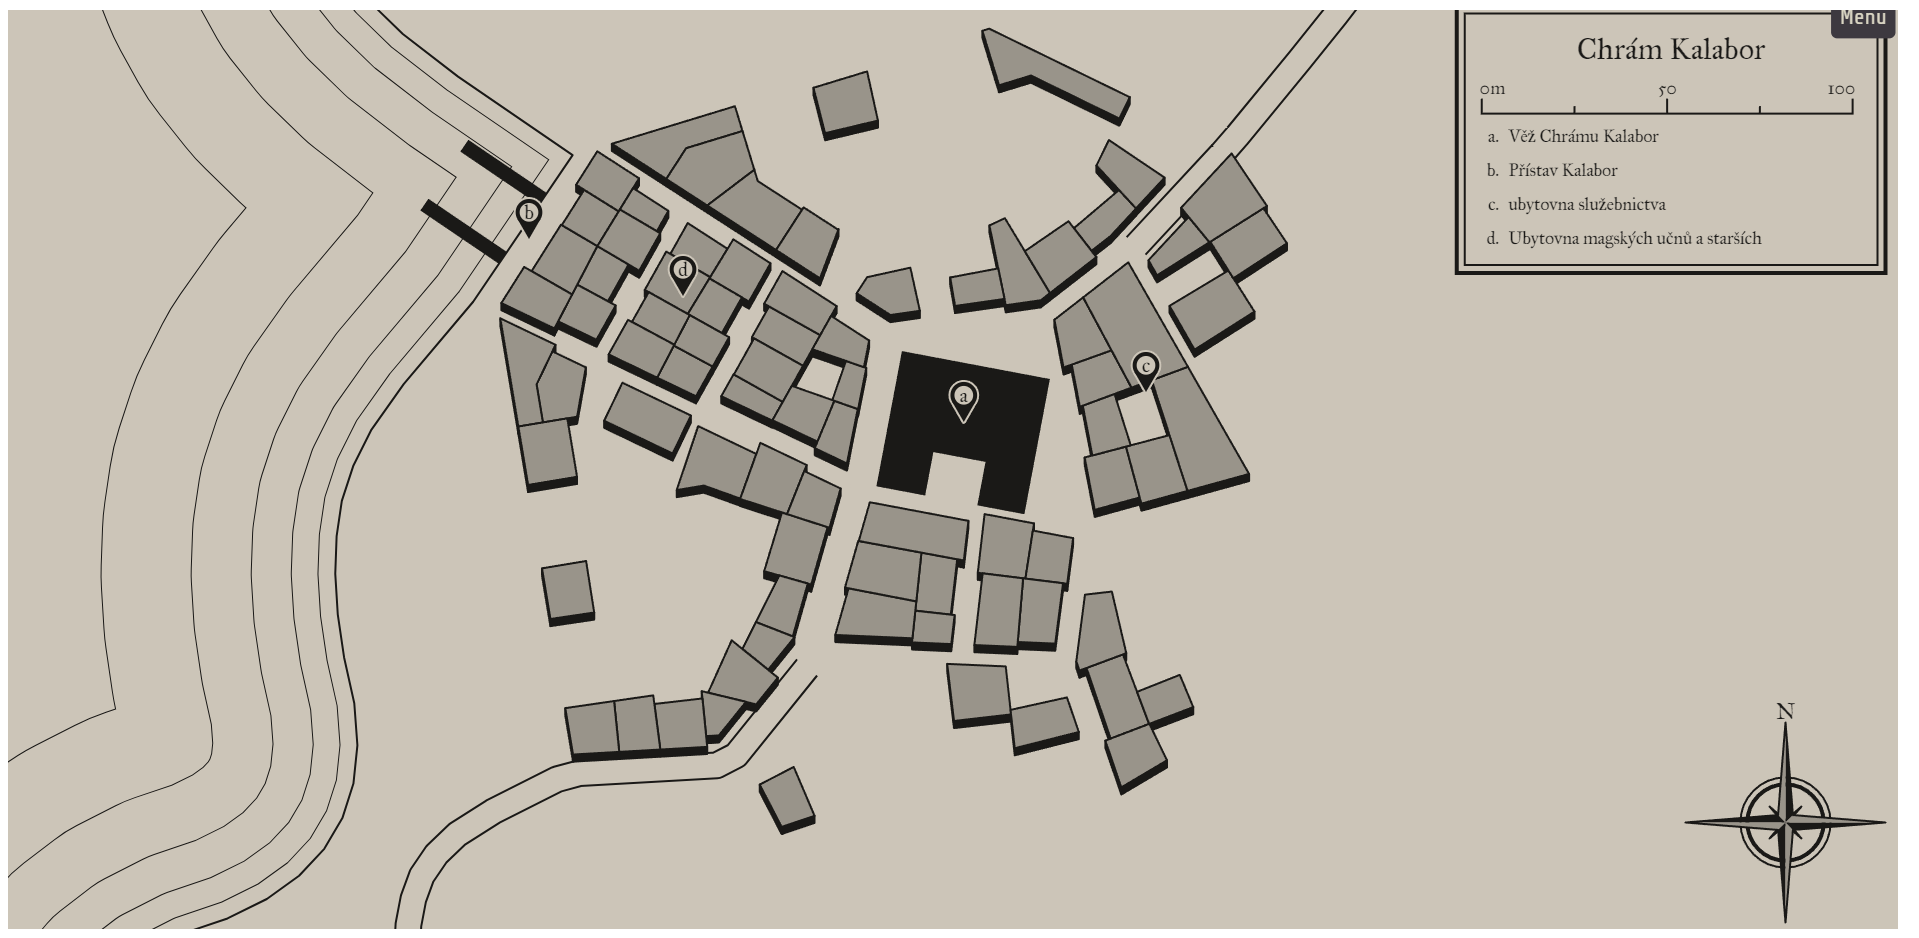 Menu
Chrám Kalabor
0m 50 100
a. Věž Chrámu Kalabor
b. Přístav Kalabor
c. ubytovna služebnictva
d. Ubytovna magských učnů a starších
b
d
c
a
N